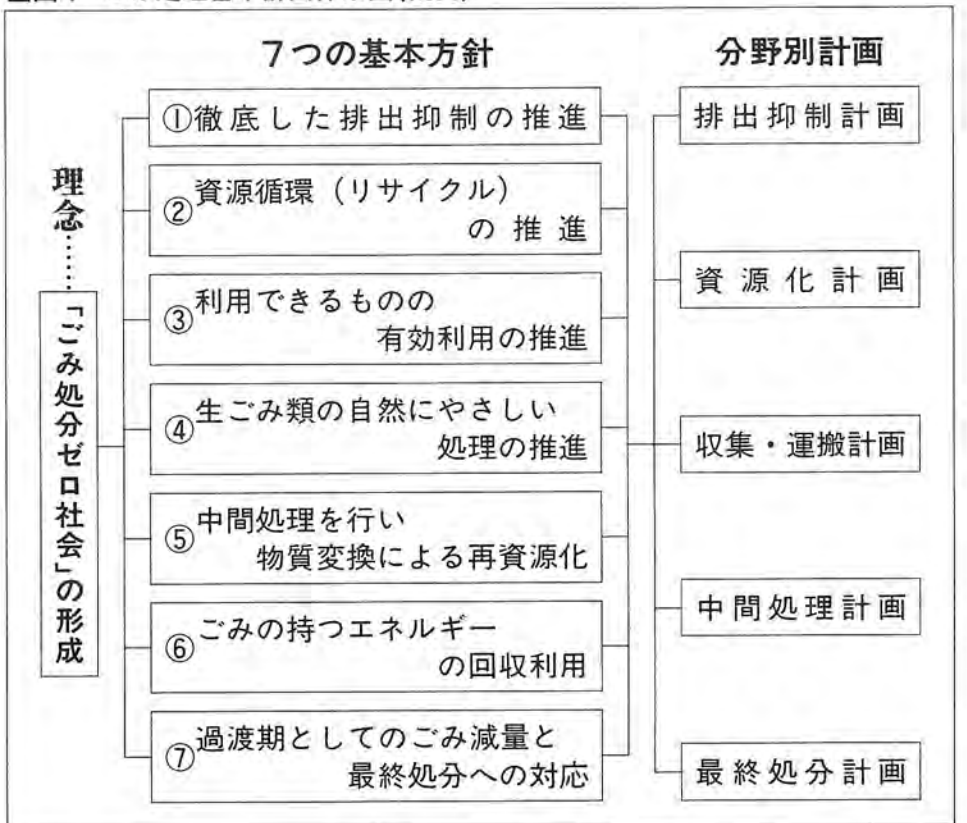 7つの基本方針
分野別計画
理念……「ごみ処分ゼロ社会」の形成
①徹底した排出抑制の推進
②資源循環(リサイクル)
の推進
③利用できるものの
有効利用の推進
④生ごみ類の自然にやさしい
処理の推進
⑤中間処理を行い
物質変換による再資源化
⑥ごみの持つエネルギー
の回収利用
⑦過渡期としてのごみ減量と
最終処分への対応
排出抑制計画
資源化計画
収集・運搬計画
中間処理計画
最終処分計画